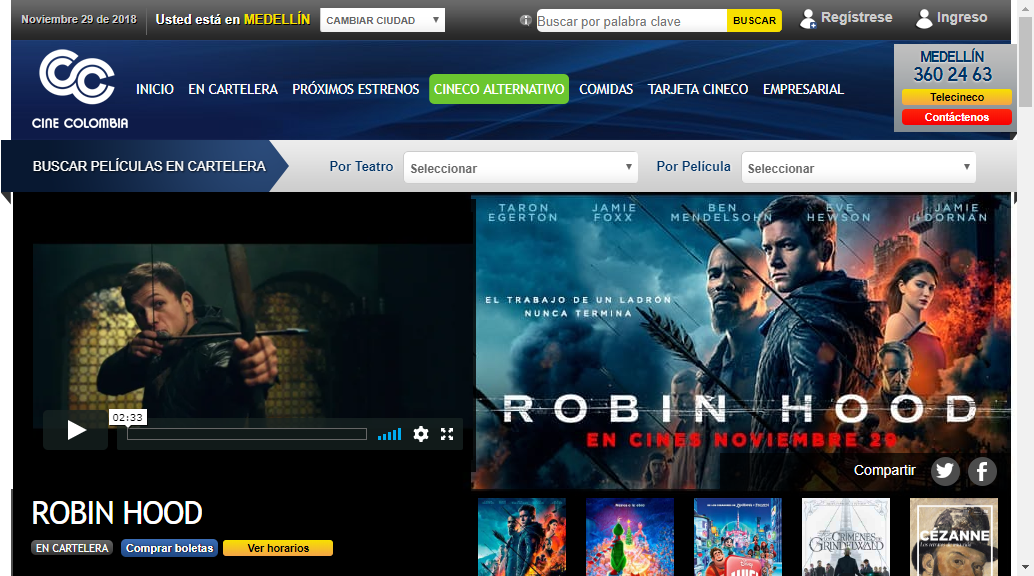 Noviembre 29 de 2018
Usted está en MEDELLÍN
CAMBIAR CIUDAD
Buscar por palabra clave
BUSCAR
Regístrese
Ingreso
CINE COLOMBIA
INICIO
EN CARTELERA
PRÓXIMOS ESTRENOS
CINECO ALTERNATIVO
COMIDAS
TARJETA CINECO
EMPRESARIAL
MEDELLÍN
360 24 63
Telecineco
Contáctenos
BUSCAR PELÍCULAS EN CARTELERA
Por Teatro
Seleccionar
Por Película
Seleccionar
TARON EGERTON
JAMIE FOXX
BEN MENDELSOHN
EVE HEWSON
JAMIE DORNAN
EL TRABAJO DE UN LADRÓN
NUNCA TERMINA
ROBIN HOOD
EN CINES NOVIEMBRE 29
02:33
Compartir
ROBIN HOOD
EN CARTELERA
Comprar boletas
Ver horarios
CRÍMENES
GRINDELWALD
CÉZANNE